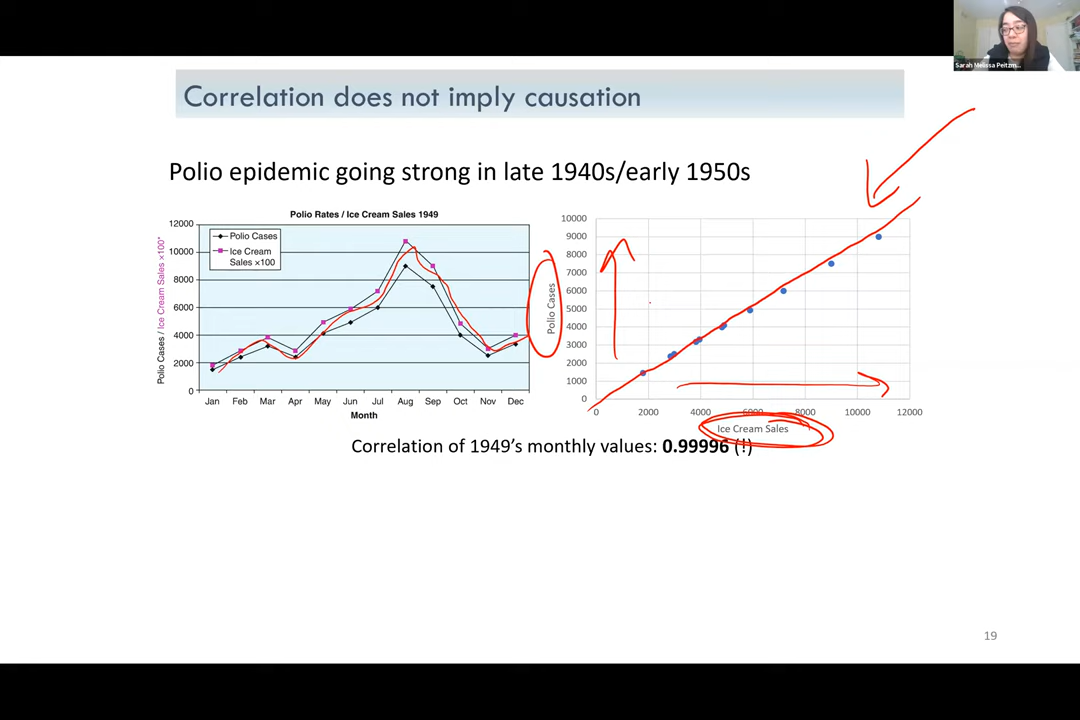 Sarah Melissa Peitzm...
Correlation does not imply causation
Polio epidemic going strong in late 1940s/early 1950s
Polio Rates / Ice Cream Sales 1949
Polio Cases / Ice Cream Sales ×100"
12000
10000
8000
6000
4000
2000
0
Polio Cases
Ice Cream
Sales ×100
Jan Feb Mar Apr May Jun Jul Aug Sep Oct Nov Dec
Month
Polio Cases
10000
9000
8000
7000
6000
5000
4000
3000
2000
1000
0
0 2000 4000 6000 8000 10000 12000
Ice Cream Sales
Correlation of 1949's monthly values: 0.99996 (!)
19